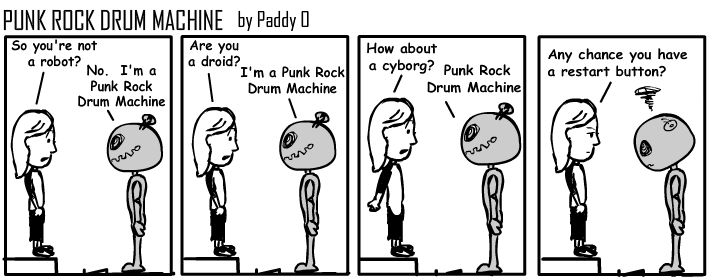 PUNK ROCK DRUM MACHINE by Paddy O
So you're not
a robot?
No. I'm a
Punk Rock
Drum Machine
Are you
a droid?
I'm a Punk Rock
Drum Machine
How about
a cyborg?
Punk Rock
Drum Machine
Any chance you have
a restart button?